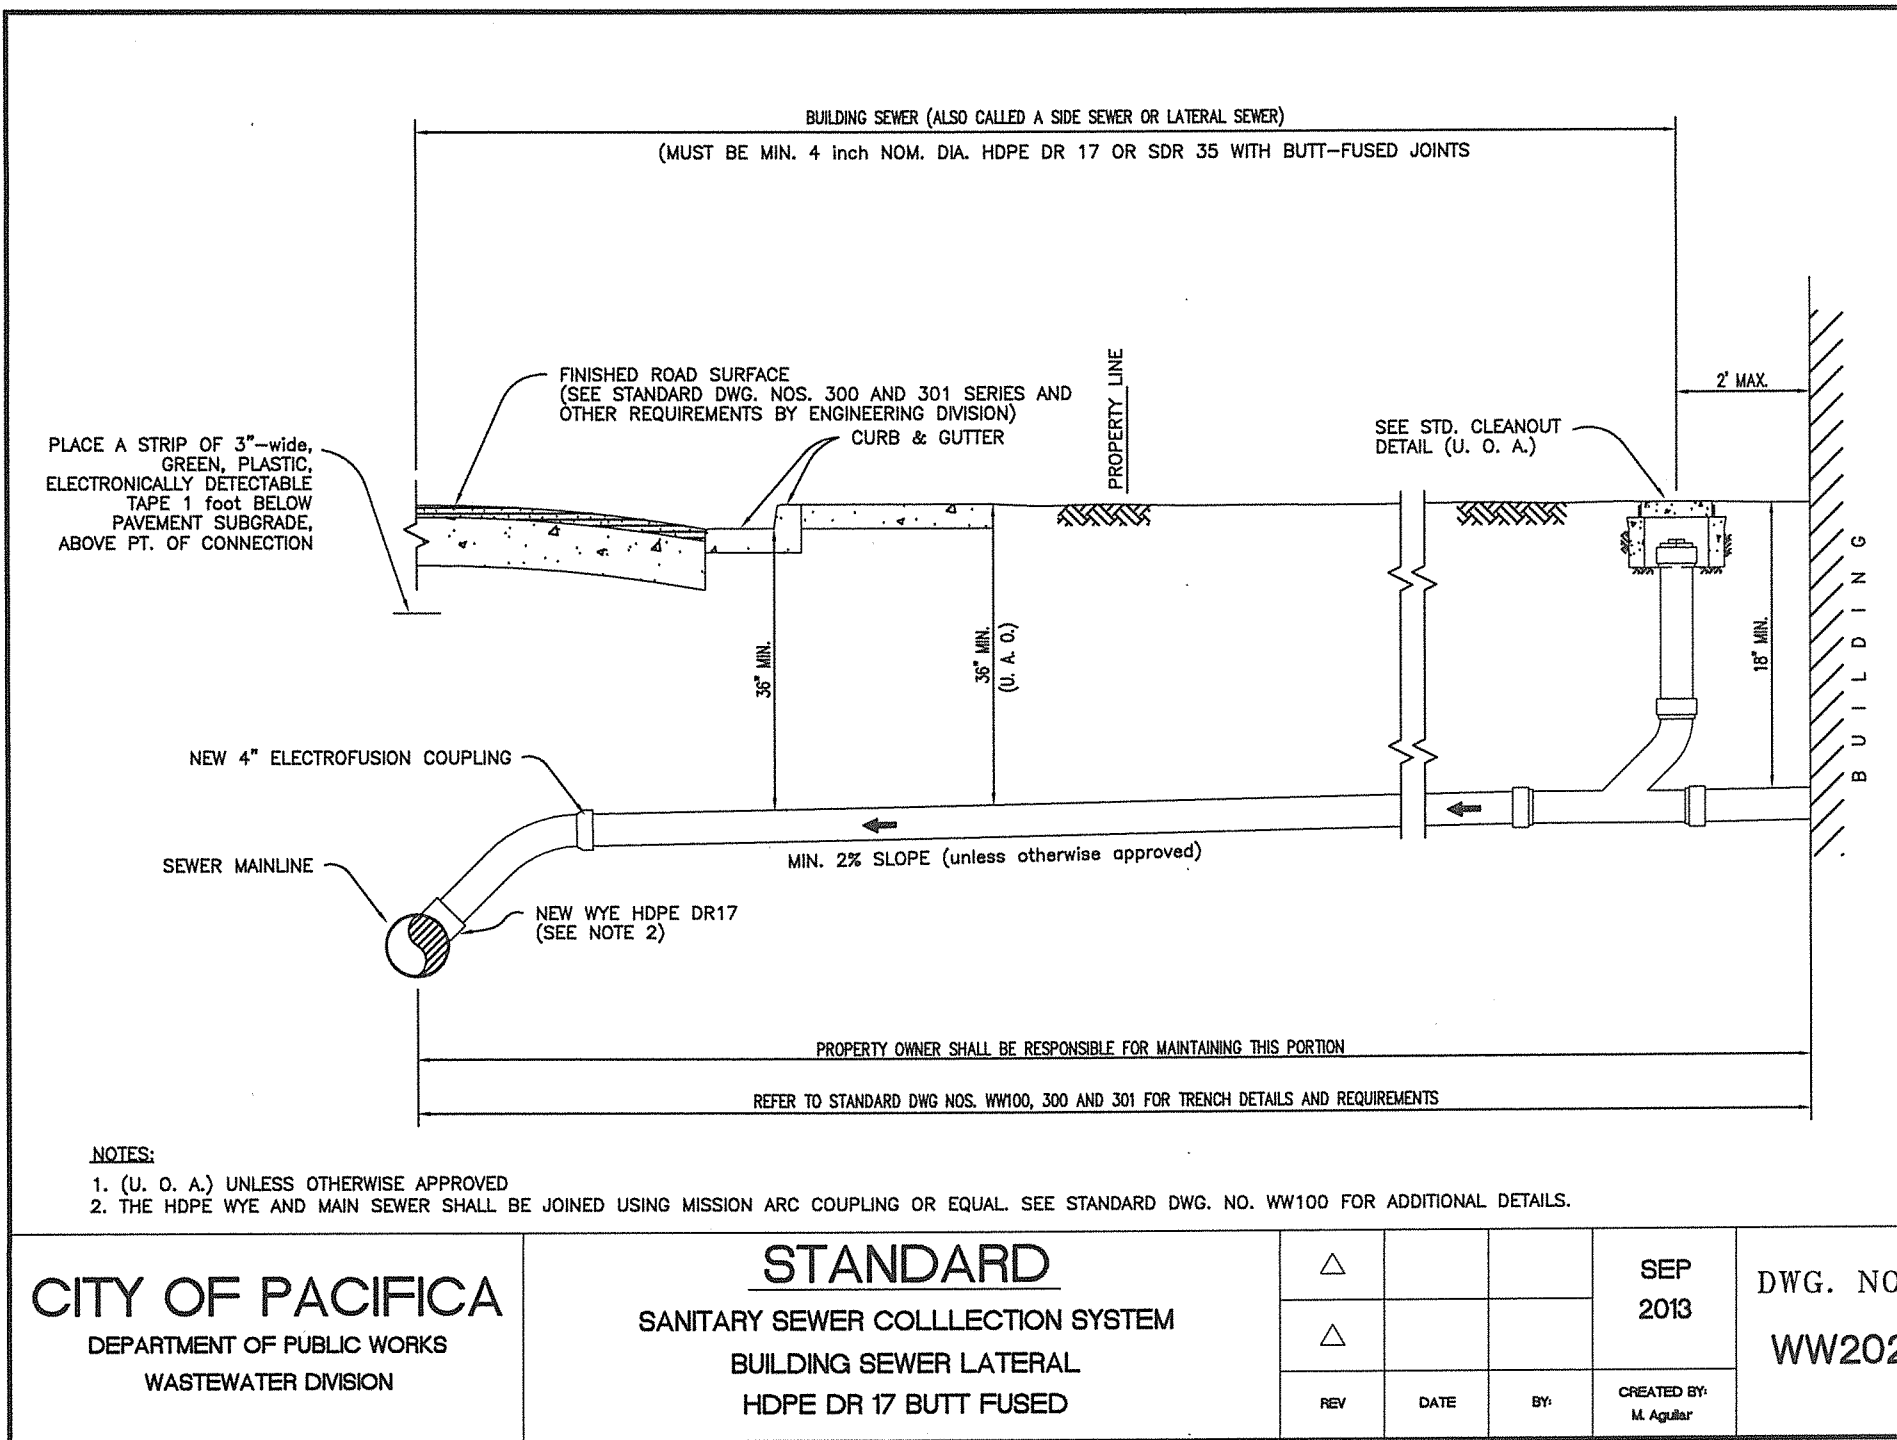 BUILDING SEWER (ALSO CALLED A SIDE SEWER OR LATERAL SEWER)
(MUST BE MIN. 4 inch NOM. DIA. HDPE DR 17 OR SDR 35 WITH BUTT-FUSED JOINTS
FINISHED ROAD SURFACE
(SEE STANDARD DWG. NOS. 300 AND 301 SERIES AND
OTHER REQUIREMENTS BY ENGINEERING DIVISION)
CURB & GUTTER
PROPERTY LINE
2' MAX.
SEE STD. CLEANOUT
DETAIL (U. O. A.)
PLACE A STRIP OF 3"-wide,
GREEN, PLASTIC,
ELECTRONICALLY DETECTABLE
TAPE 1 foot BELOW
PAVEMENT SUBGRADE,
ABOVE PT. OF CONNECTION
36" MIN.
36" MIN.
(U. A. O.)
18" MIN.
BUILDING
NEW 4" ELECTROFUSION COUPLING
MIN. 2% SLOPE (unless otherwise approved)
SEWER MAINLINE
NEW WYE HDPE DR17
(SEE NOTE 2)
PROPERTY OWNER SHALL BE RESPONSIBLE FOR MAINTAINING THIS PORTION
REFER TO STANDARD DWG NOS. WW100, 300 AND 301 FOR TRENCH DETAILS AND REQUIREMENTS
NOTES:
1. (U. O. A.) UNLESS OTHERWISE APPROVED
2. THE HDPE WYE AND MAIN SEWER SHALL BE JOINED USING MISSION ARC COUPLING OR EQUAL. SEE STANDARD DWG. NO. WW100 FOR ADDITIONAL DETAILS.
CITY OF PACIFICA
DEPARTMENT OF PUBLIC WORKS
WASTEWATER DIVISION
STANDARD
SANITARY SEWER COLLLECTION SYSTEM
BUILDING SEWER LATERAL
HDPE DR 17 BUTT FUSED
REV
DATE
BY:
SEP
2013
CREATED BY:
M. Aguilar
DWG. NO
WW202